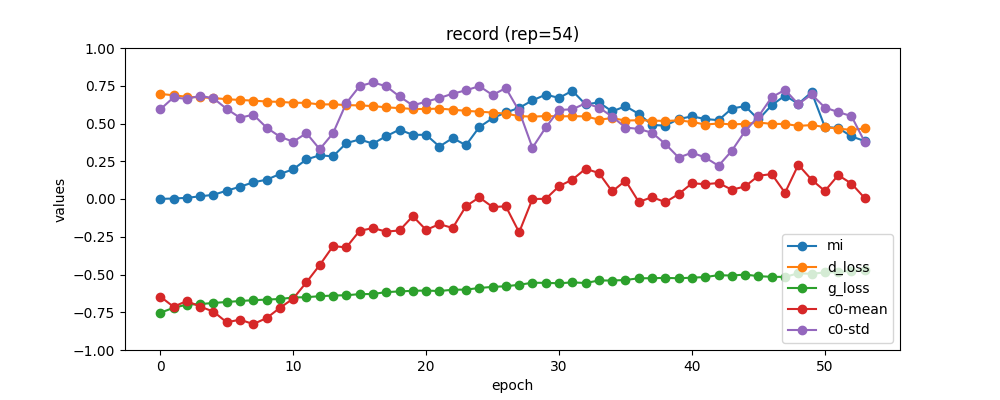 record (rep=54)
1.00
0.75
0.50
0.25
0.00
−0.25
−0.50
−0.75
−1.00
values
0
10
20
30
40
50
epoch
mi
d_loss
g_loss
c0-mean
c0-std